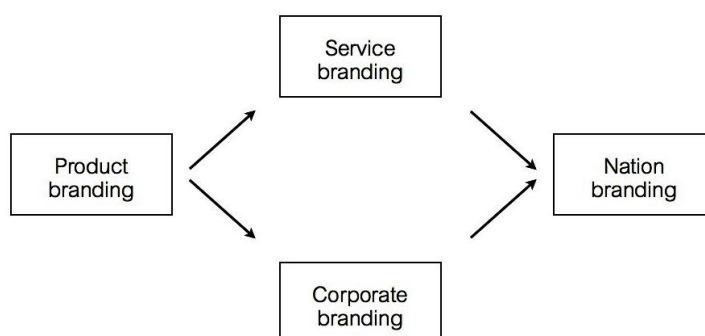 Service
branding
Product
branding
Nation
branding
Corporate
branding